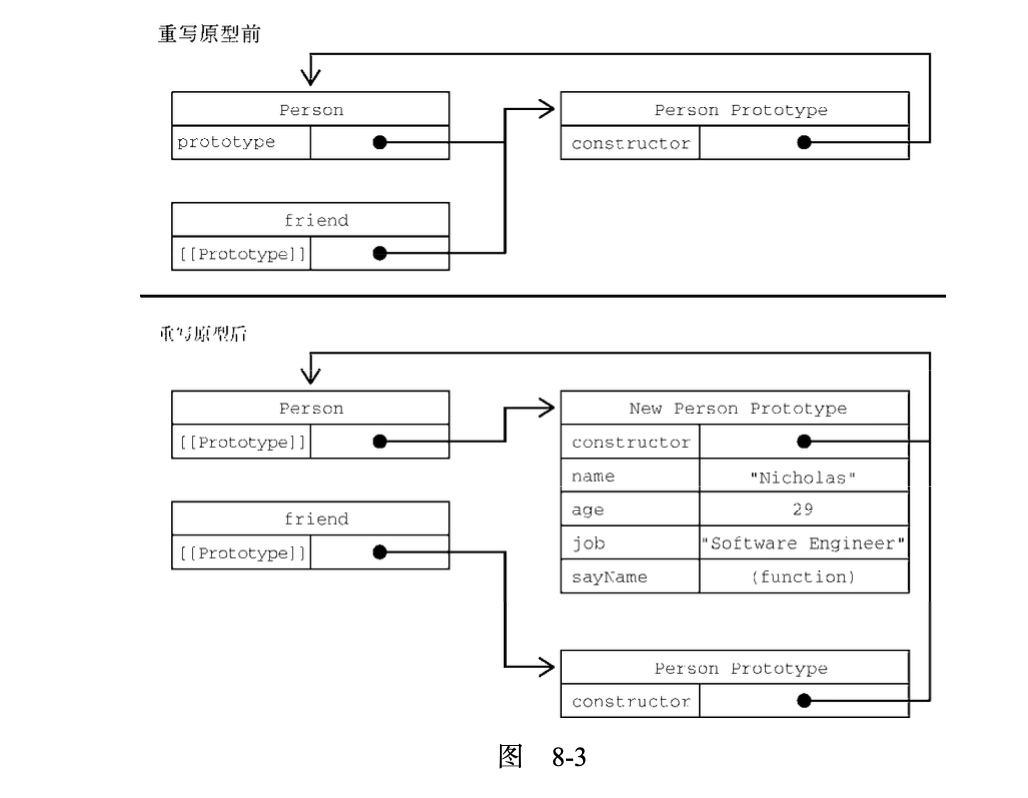 重写原型前
Person
Person Prototype
prototype
constructor
friend
[[Prototype]]
重写原型后
Person
New Person Prototype
[[Prototype]]
constructor
name "Nicholas"
friend
age 29
[[Prototype]]
job "Software Engineer"
sayName (function)
Person Prototype
constructor
图 8-3